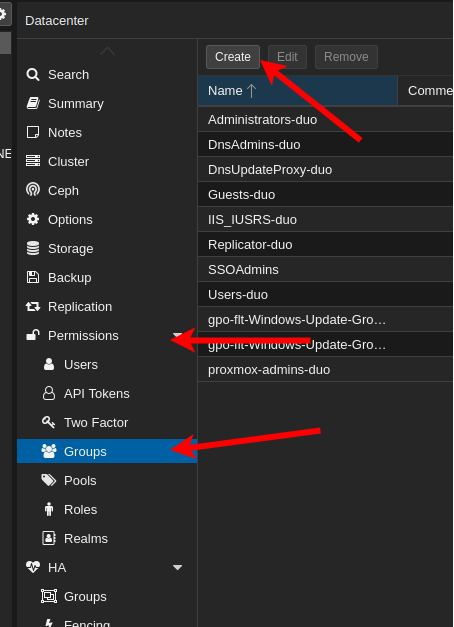 Datacenter
Search
Summary
Notes
Cluster
Ceph
Options
Storage
Backup
Replication
Permissions
Users
API Tokens
Two Factor
Groups
Pools
Roles
Realms
HA
Groups
Fencing
NE
Create Edit Remove
Name Comme
Administrators-duo
DnsAdmins-duo
DnsUpdateProxy-duo
Guests-duo
IIS_IUSRS-duo
Replicator-duo
SSOAdmins
Users-duo
gpo-flt-Windows-Update-Gro…
gpo-flt-Windows-Update-Gro…
proxmox-admins-duo